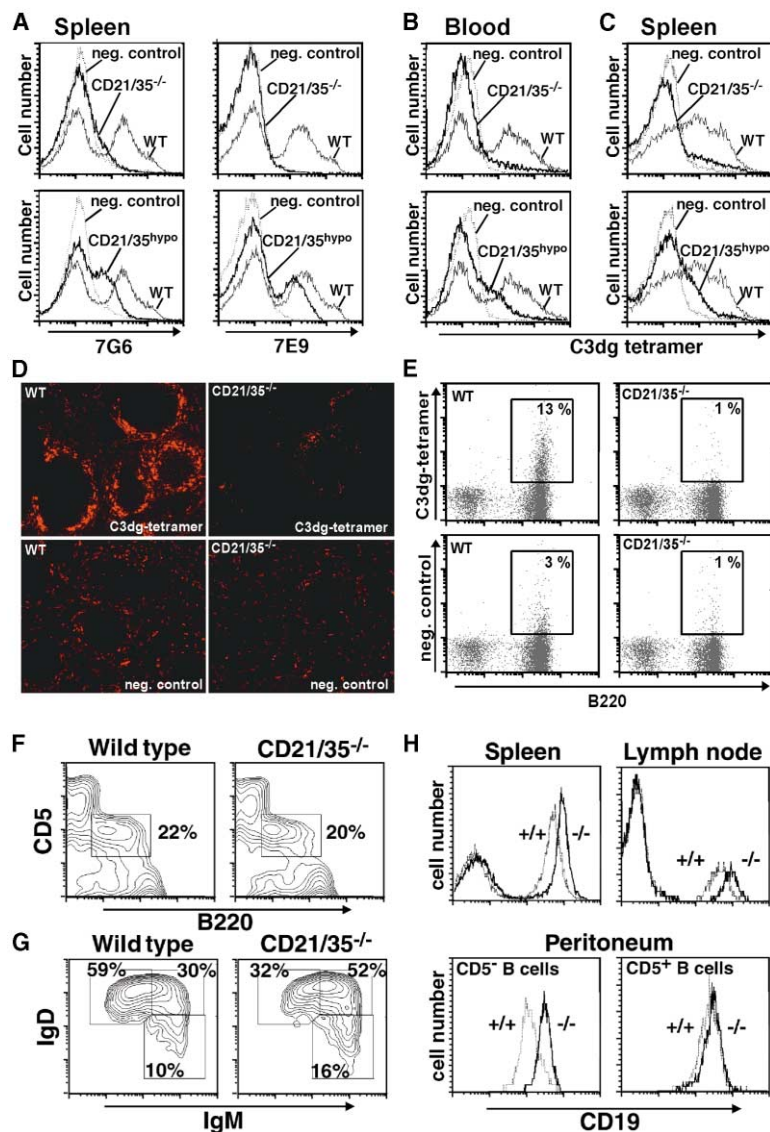 A Spleen
B Blood
C Spleen
Cell number
neg. control
CD21/35-/-
WT
neg. control
CD21/35-/-
WT
Cell number
neg. control
CD21/35-/-
WT
Cell number
neg. control
CD21/35-/-
WT
Cell number
neg. control
CD21/35hypo
WT
7G6
neg. control
CD21/35hypo
WT
7E9
Cell number
neg. control
CD21/35hypo
WT
Cell number
neg. control
CD21/35hypo
WT
C3dg tetramer
D
WT
C3dg-tetramer
CD21/35-/-
C3dg-tetramer
WT
neg. control
CD21/35-/-
neg. control
E
C3dg-tetramer
WT
13 %
CD21/35-/-
1 %
neg. control
WT
3 %
CD21/35-/-
1 %
B220
F
Wild type
CD21/35-/-
CD5
22%
20%
B220
G
Wild type
CD21/35-/-
IgD
59%
30%
10%
32%
52%
16%
IgM
H
Spleen
Lymph node
cell number
+/+
-/-
+/+
-/-
Peritoneum
cell number
CD5- B cells
+/+
-/-
CD5+ B cells
+/+
-/-
CD19